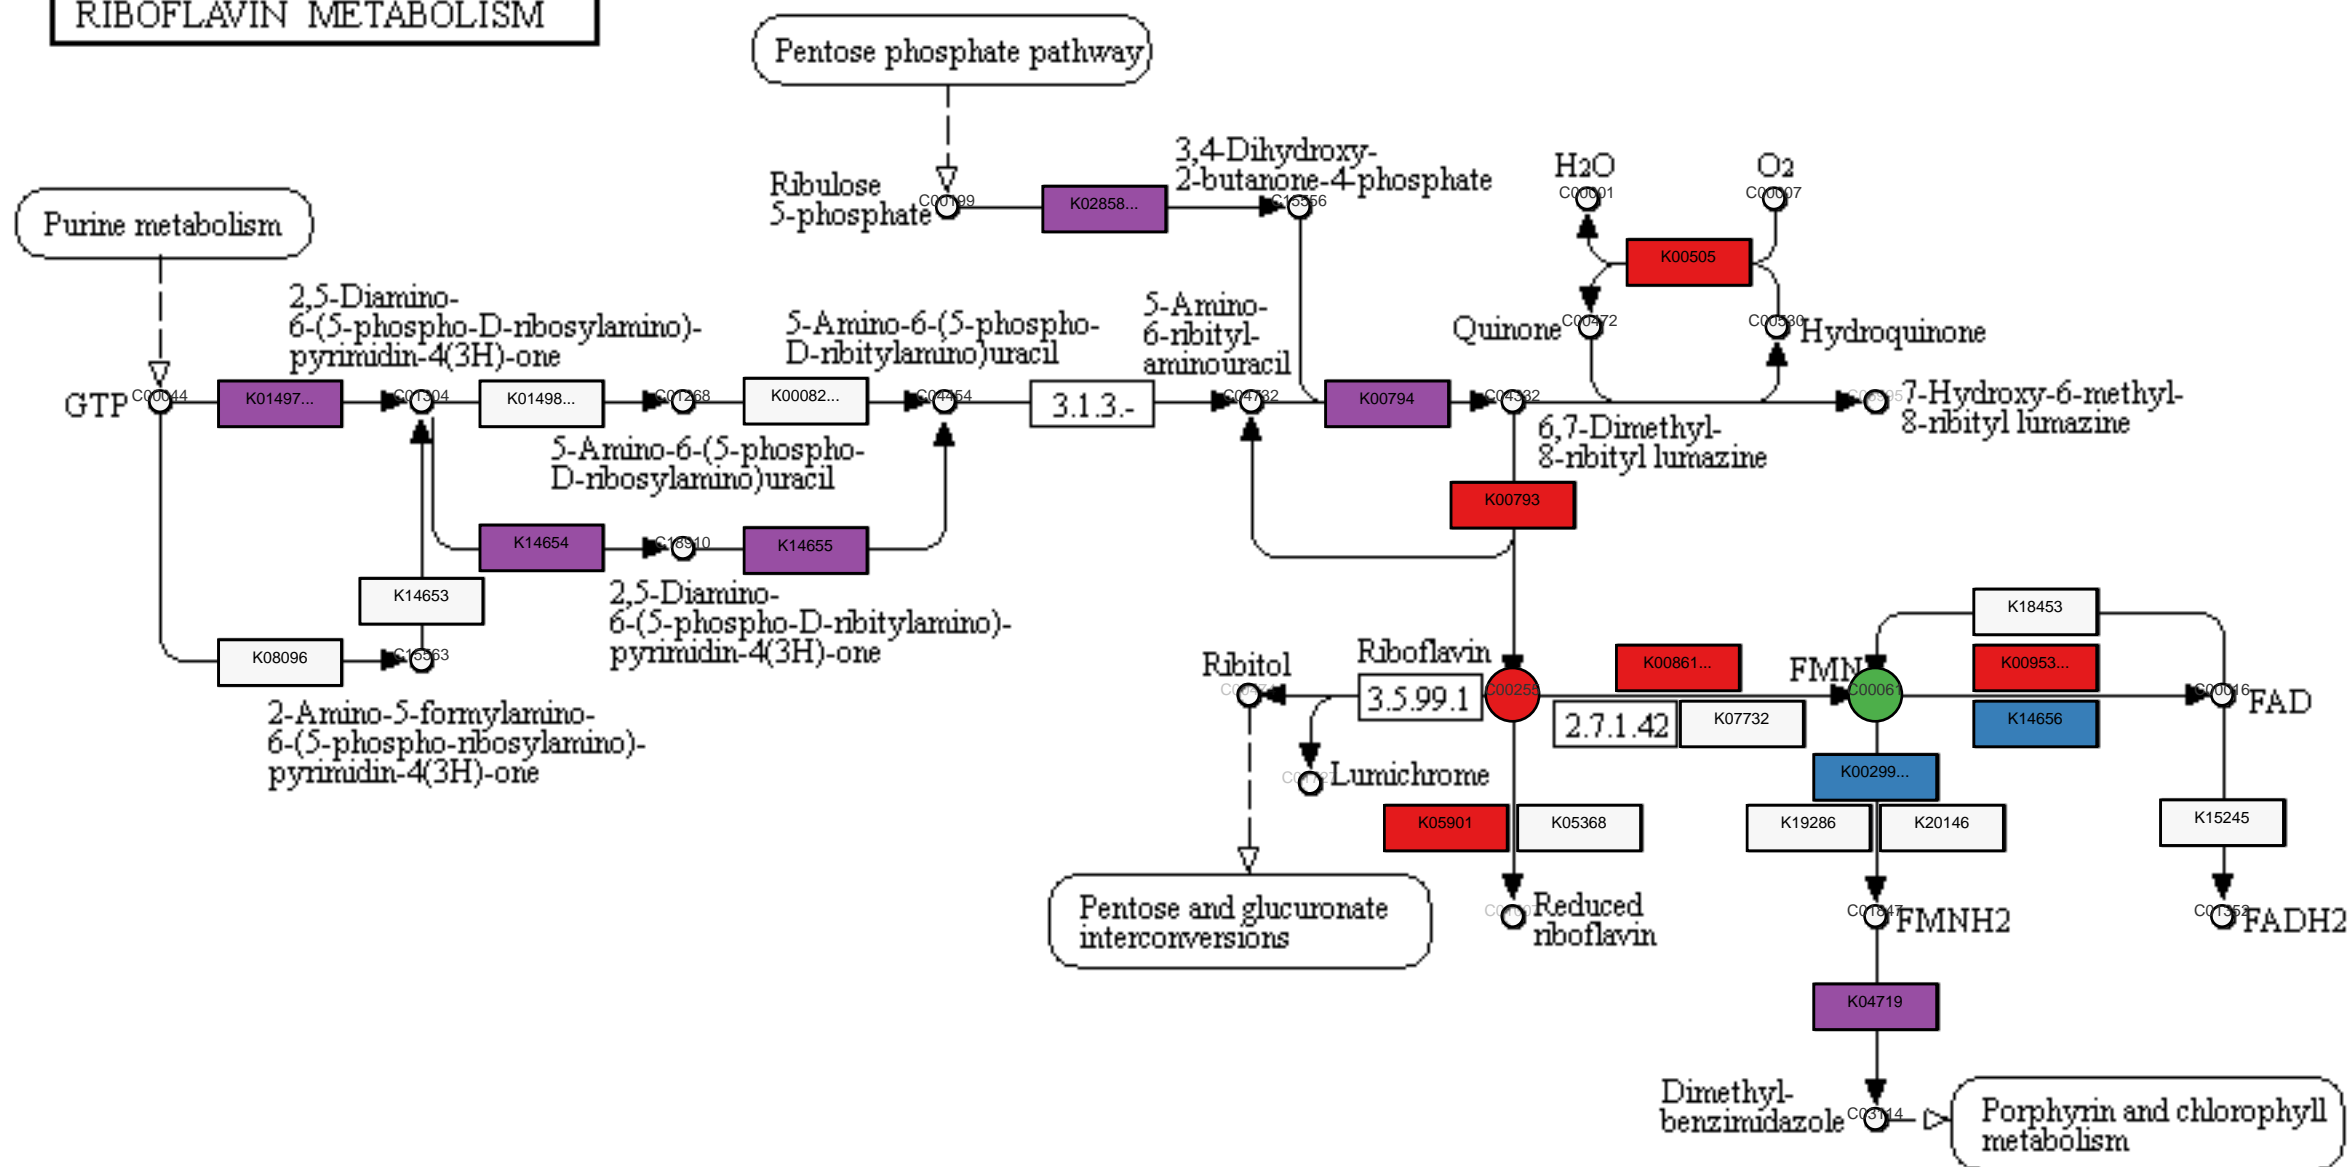 RIBOFLAVIN METABOLISM
Pentose phosphate pathway
Purine metabolism
Ribulose
5-phosphate
C00199
K02858...
3,4-Dihydroxy-
2-butanone-4-phosphate
C15556
H2O
C00001
O2
C00007
K00505
Quinone
C00472
C00530
Hydroquinone
2,5-Diamino-
6-(5-phospho-D-ribosylamino)-
pyrimidin-4(3H)-one
5-Amino-6-(5-phospho-
D-ribitylamino)uracil
5-Amino-
6-ribityl-
aminouracil
GTP
C00044
K01497...
C01304
K01498...
C01268
K00082...
C04454
3.1.3.-
C04732
K00794
C04332
7-Hydroxy-6-methyl-
8-ribityl lumazine
6,7-Dimethyl-
8-ribityl lumazine
5-Amino-6-(5-phospho-
D-ribosylamino)uracil
K00793
K14654
C18910
K14655
2,5-Diamino-
6-(5-phospho-D-ribitylamino)-
pyrimidin-4(3H)-one
K14653
K08096
C15563
2-Amino-5-formylamino-
6-(5-phospho-ribosylamino)-
pyrimidin-4(3H)-one
K18453
Ribitol
Riboflavin
3.5.99.1
C00255
K00861...
2.7.1.42
K07732
FMN
C00061
K00953...
K14656
C00016
FAD
Lumichrome
K00299...
K05901
K05368
K19286
K20146
K15245
Pentose and glucuronate
interconversions
Reduced
riboflavin
C01847
FMNH2
C01352
FADH2
K04719
Dimethyl-
benzimidazole
C03114
Porphyrin and chlorophyll
metabolism